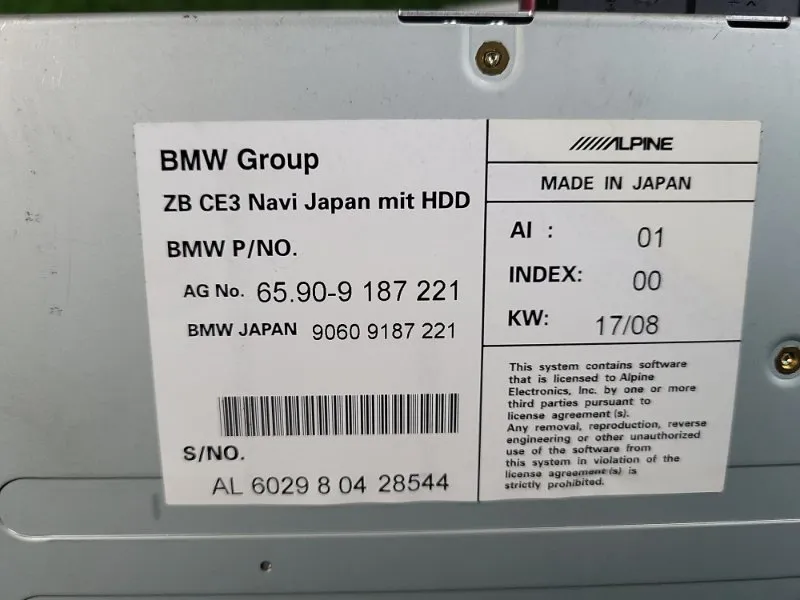 BMW Group
ZB CE3 Navi Japan mit HDD
BMW P/NO.
AG No. 65.90-9 187 221
BMW JAPAN 9060 9187 221
S/NO.
AL 6029 8 04 28544
ALPINE
MADE IN JAPAN
AI : 01
INDEX: 00
KW: 17/08
This system contains software
that is licensed to Alpine
Electronics, Inc. by one or more
third parties pursuant to
license agreement (s).
Any removal, reproduction, reverse
engineering or other unauthorized
use of the software from
this system in violation of the
license agreement(s) is
strictly prohibited.